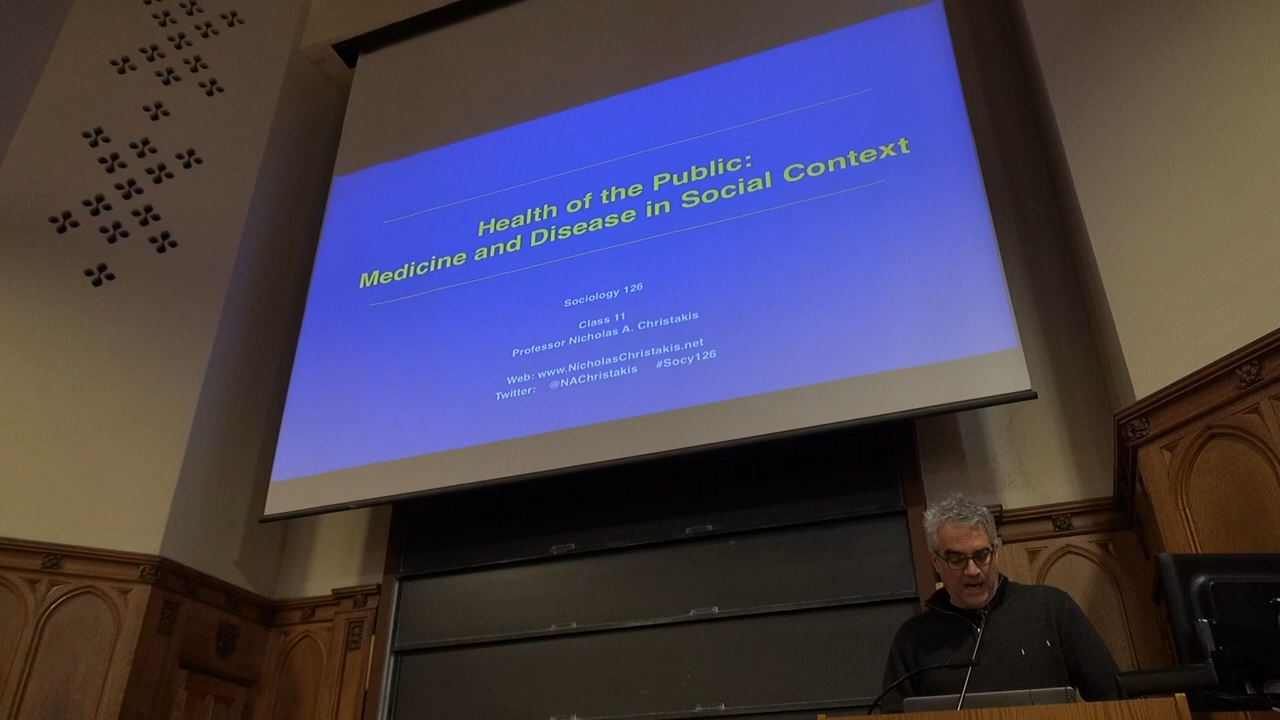 Health of the Public:
Medicine and Disease in Social Context
Sociology 126
Class 11
Professor Nicholas A. Christakis
Web: www.NicholasChristakis.net
Twitter: @NAChristakis #Socy126